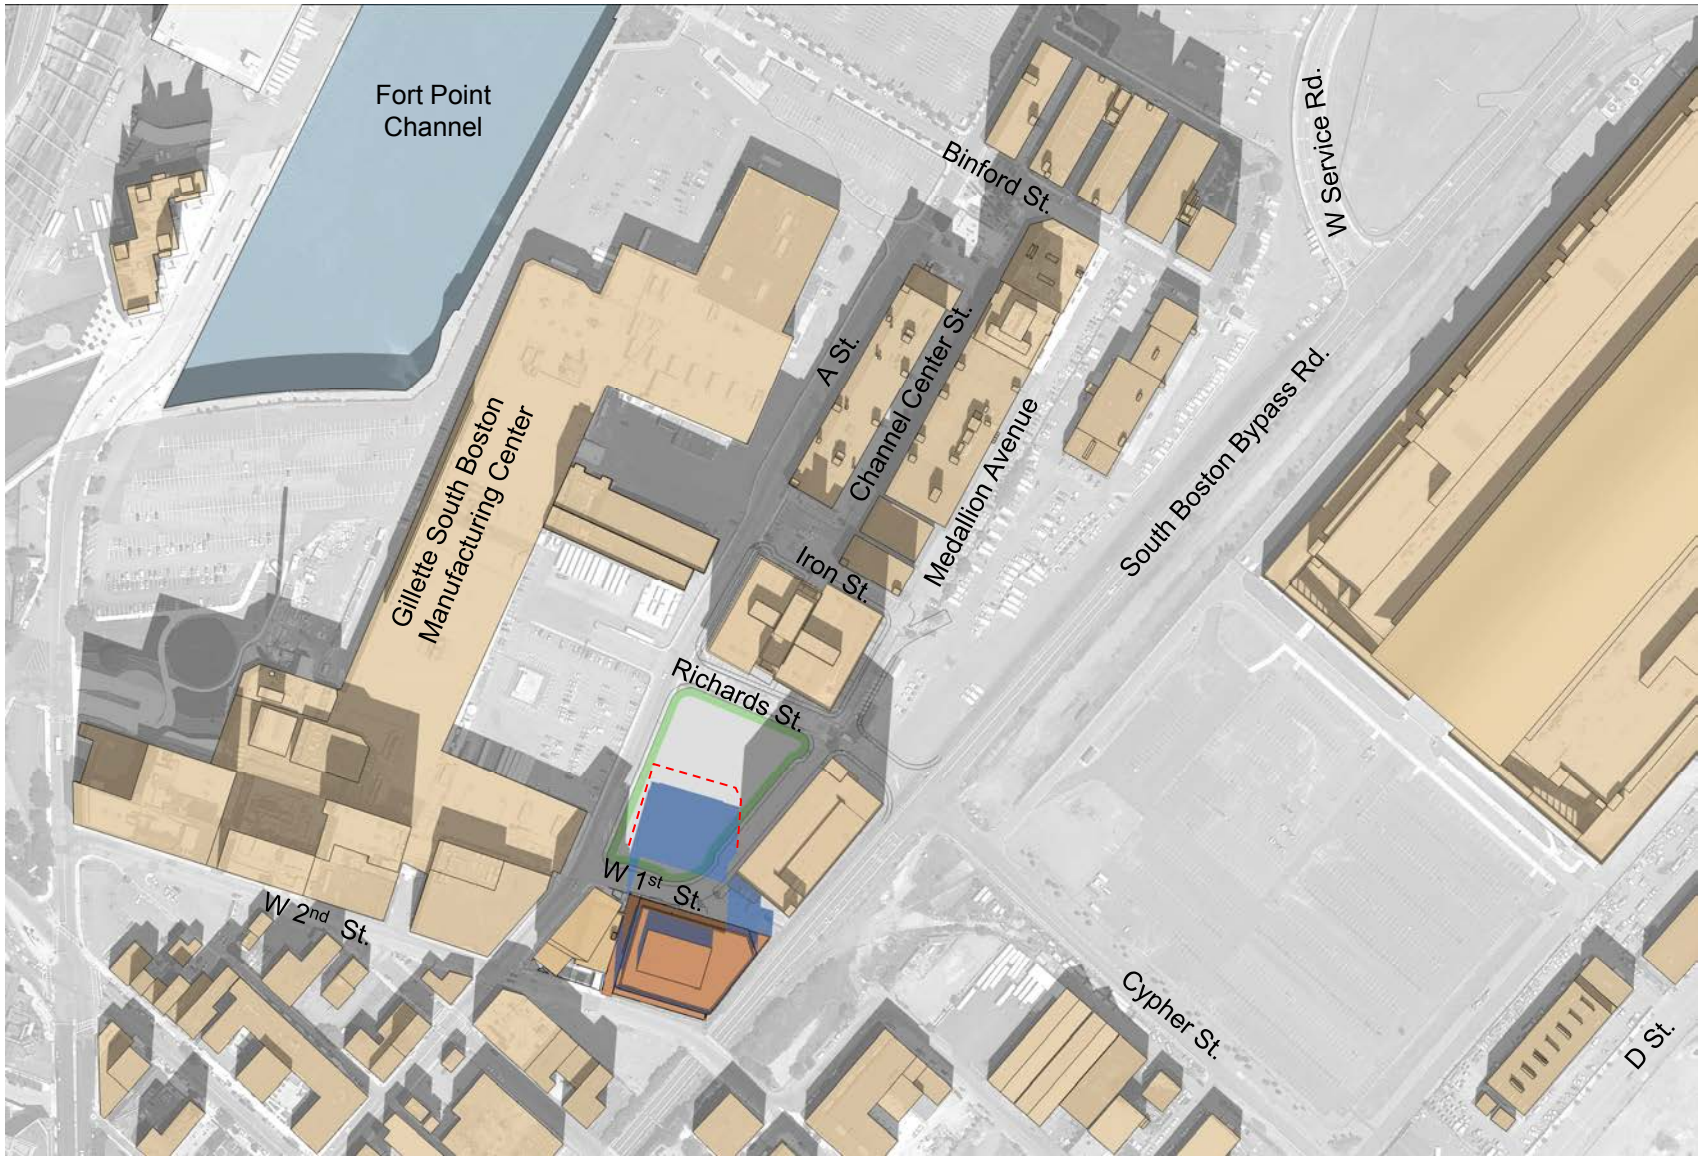 Fort Point
Channel
W Service Rd.
Binford St.
A St.
Channel Center St.
Medallion Avenue
South Boston Bypass Rd.
Gillette South Boston
Manufacturing Center
Iron St.
Richards St.
W 1st St.
W 2nd St.
Cypher St.
D St.